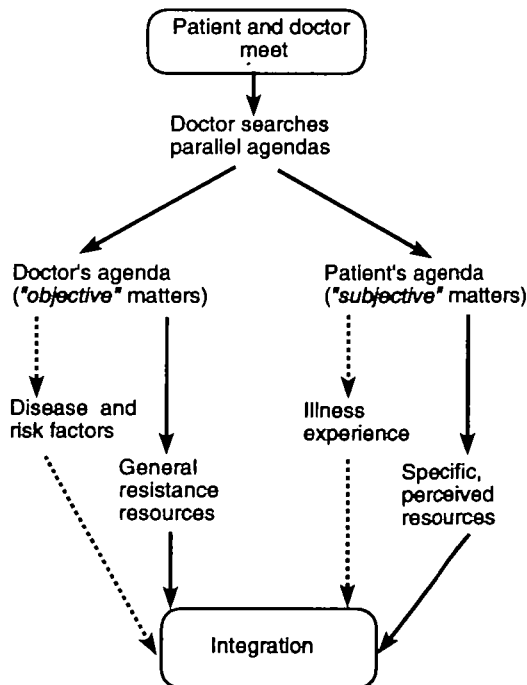 Patient and doctor
meet
Doctor searches
parallel agendas
Doctor's agenda
("objective" matters)
Patient's agenda
("subjective" matters)
Disease and
risk factors
Illness
experience
General
resistance
resources
Specific,
perceived
resources
Integration